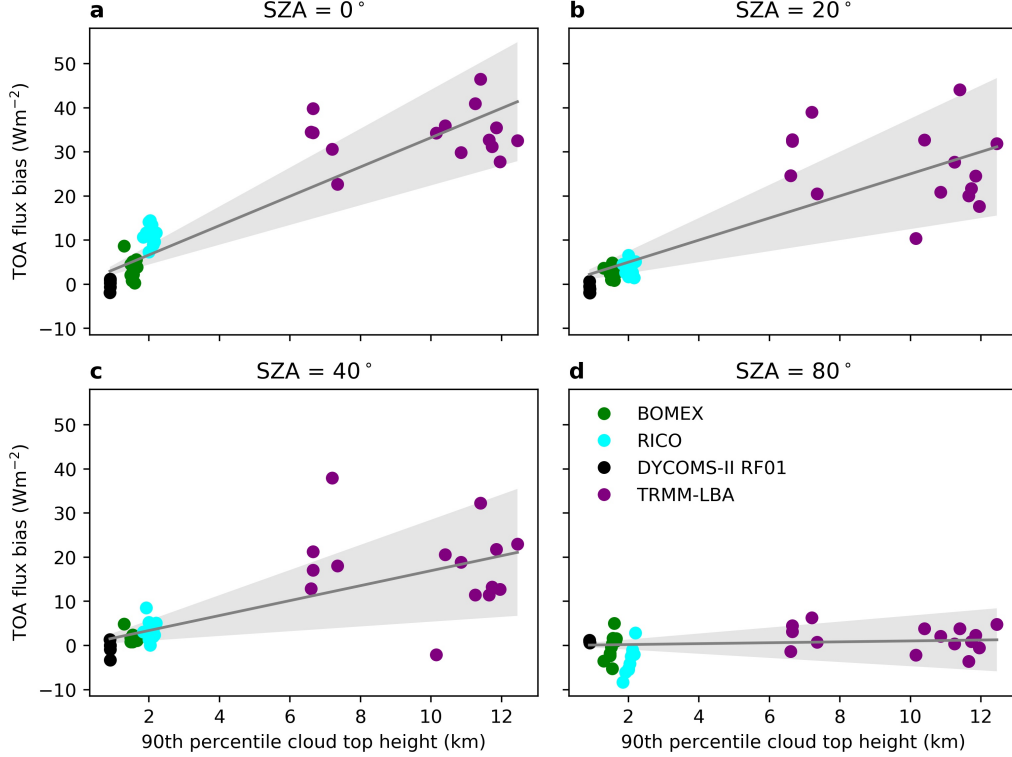 a SZA = 0°
b SZA = 20°
TOA flux bias (Wm⁻²)
50
40
30
20
10
0
−10
c SZA = 40°
d SZA = 80°
TOA flux bias (Wm⁻²)
50
40
30
20
10
0
−10
BOMEX
RICO
DYCOMS-II RF01
TRMM-LBA
2 4 6 8 10 12
2 4 6 8 10 12
90th percentile cloud top height (km)
90th percentile cloud top height (km)